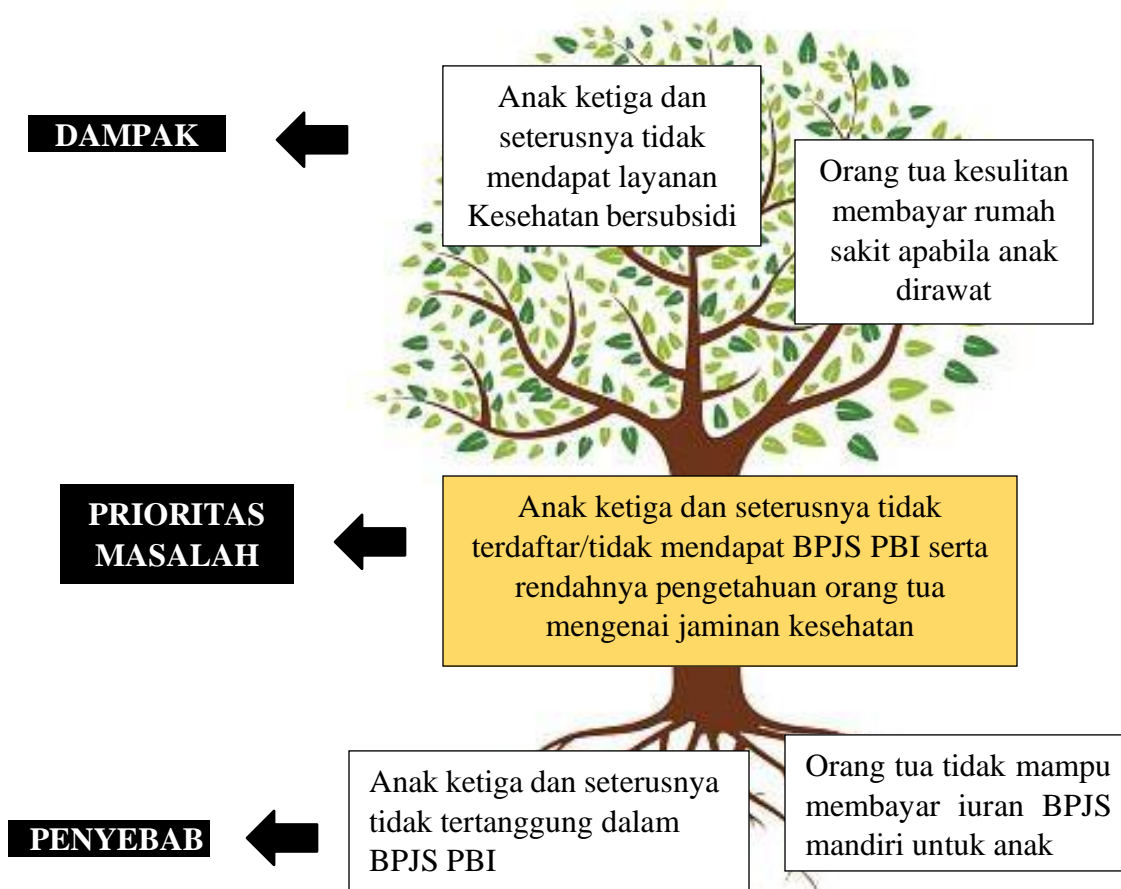 DAMPAK
Anak ketiga dan
seterusnya tidak
mendapat layanan
Kesehatan bersubsidi
Orang tua kesulitan
membayar rumah
sakit apabila anak
dirawat
PRIORITAS
MASALAH
Anak ketiga dan seterusnya tidak
terdaftar/tidak mendapat BPJS PBI serta
rendahnya pengetahuan orang tua
mengenai jaminan kesehatan
PENYEBAB
Anak ketiga dan seterusnya
tidak tertanggung dalam
BPJS PBI
Orang tua tidak mampu
membayar iuran BPJS
mandiri untuk anak